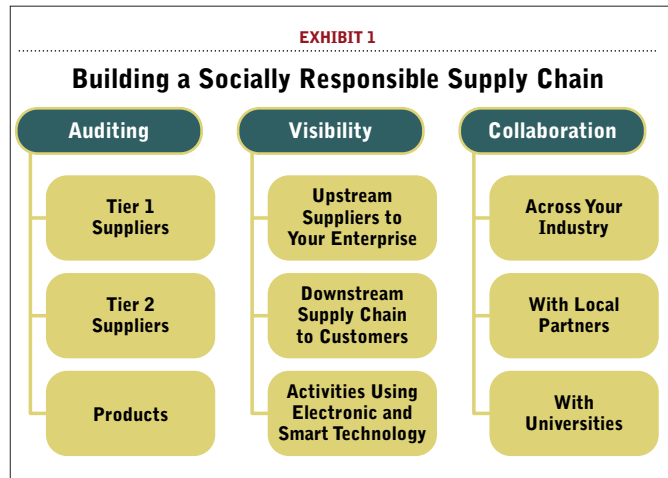 EXHIBIT 1
Building a Socially Responsible Supply Chain
Auditing
Tier 1
Suppliers
Tier 2
Suppliers
Products
Visibility
Upstream
Suppliers to
Your Enterprise
Downstream
Supply Chain
to Customers
Activities Using
Electronic and
Smart Technology
Collaboration
Across Your
Industry
With Local
Partners
With
Universities